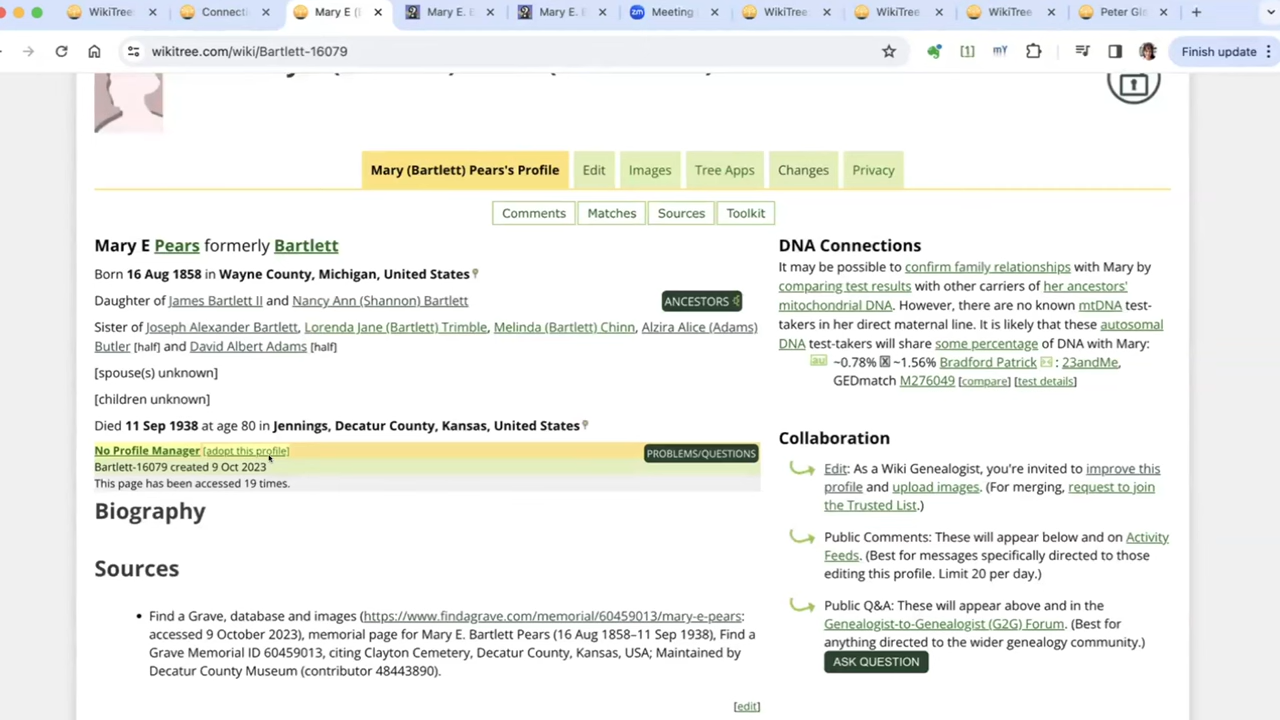 WikiTree
Connecti
Mary E (
Mary E. E
Mary E.
Meeting
WikiTree
WikiTree
WikiTree
Peter Gi
wikitree.com/wiki/Bartlett-16079
[1]
mY
Finish update
Mary (Bartlett) Pears's Profile
Edit
Images
Tree Apps
Changes
Privacy
Comments
Matches
Sources
Toolkit
Mary E Pears formerly Bartlett
Born 16 Aug 1858 in Wayne County, Michigan, United States
Daughter of James Bartlett II and Nancy Ann (Shannon) Bartlett
ANCESTORS
Sister of Joseph Alexander Bartlett, Lorenda Jane (Bartlett) Trimble, Melinda (Bartlett) Chinn, Alzira Alice (Adams)
Butler [half] and David Albert Adams [half]
[spouse(s) unknown]
[children unknown]
Died 11 Sep 1938 at age 80 in Jennings, Decatur County, Kansas, United States
No Profile Manager [adopt this profile]
PROBLEMS/QUESTIONS
Bartlett-16079 created 9 Oct 2023
This page has been accessed 19 times.
Biography
Sources
Find a Grave, database and images (https://www.findagrave.com/memorial/60459013/mary-e-pears:
accessed 9 October 2023), memorial page for Mary E. Bartlett Pears (16 Aug 1858–11 Sep 1938), Find a
Grave Memorial ID 60459013, citing Clayton Cemetery, Decatur County, Kansas, USA; Maintained by
Decatur County Museum (contributor 48443890).
[edit]
DNA Connections
It may be possible to confirm family relationships with Mary by
comparing test results with other carriers of her ancestors'
mitochondrial DNA. However, there are no known mtDNA test-
takers in her direct maternal line. It is likely that these autosomal
DNA test-takers will share some percentage of DNA with Mary:
au ~0.78% ~1.56% Bradford Patrick : 23andMe,
GEDmatch M276049 [compare] [test details]
Collaboration
Edit: As a Wiki Genealogist, you're invited to improve this
profile and upload images. (For merging, request to join
the Trusted List.)
Public Comments: These will appear below and on Activity
Feeds. (Best for messages specifically directed to those
editing this profile. Limit 20 per day.)
Public Q&A: These will appear above and in the
Genealogist-to-Genealogist (G2G) Forum. (Best for
anything directed to the wider genealogy community.)
ASK QUESTION